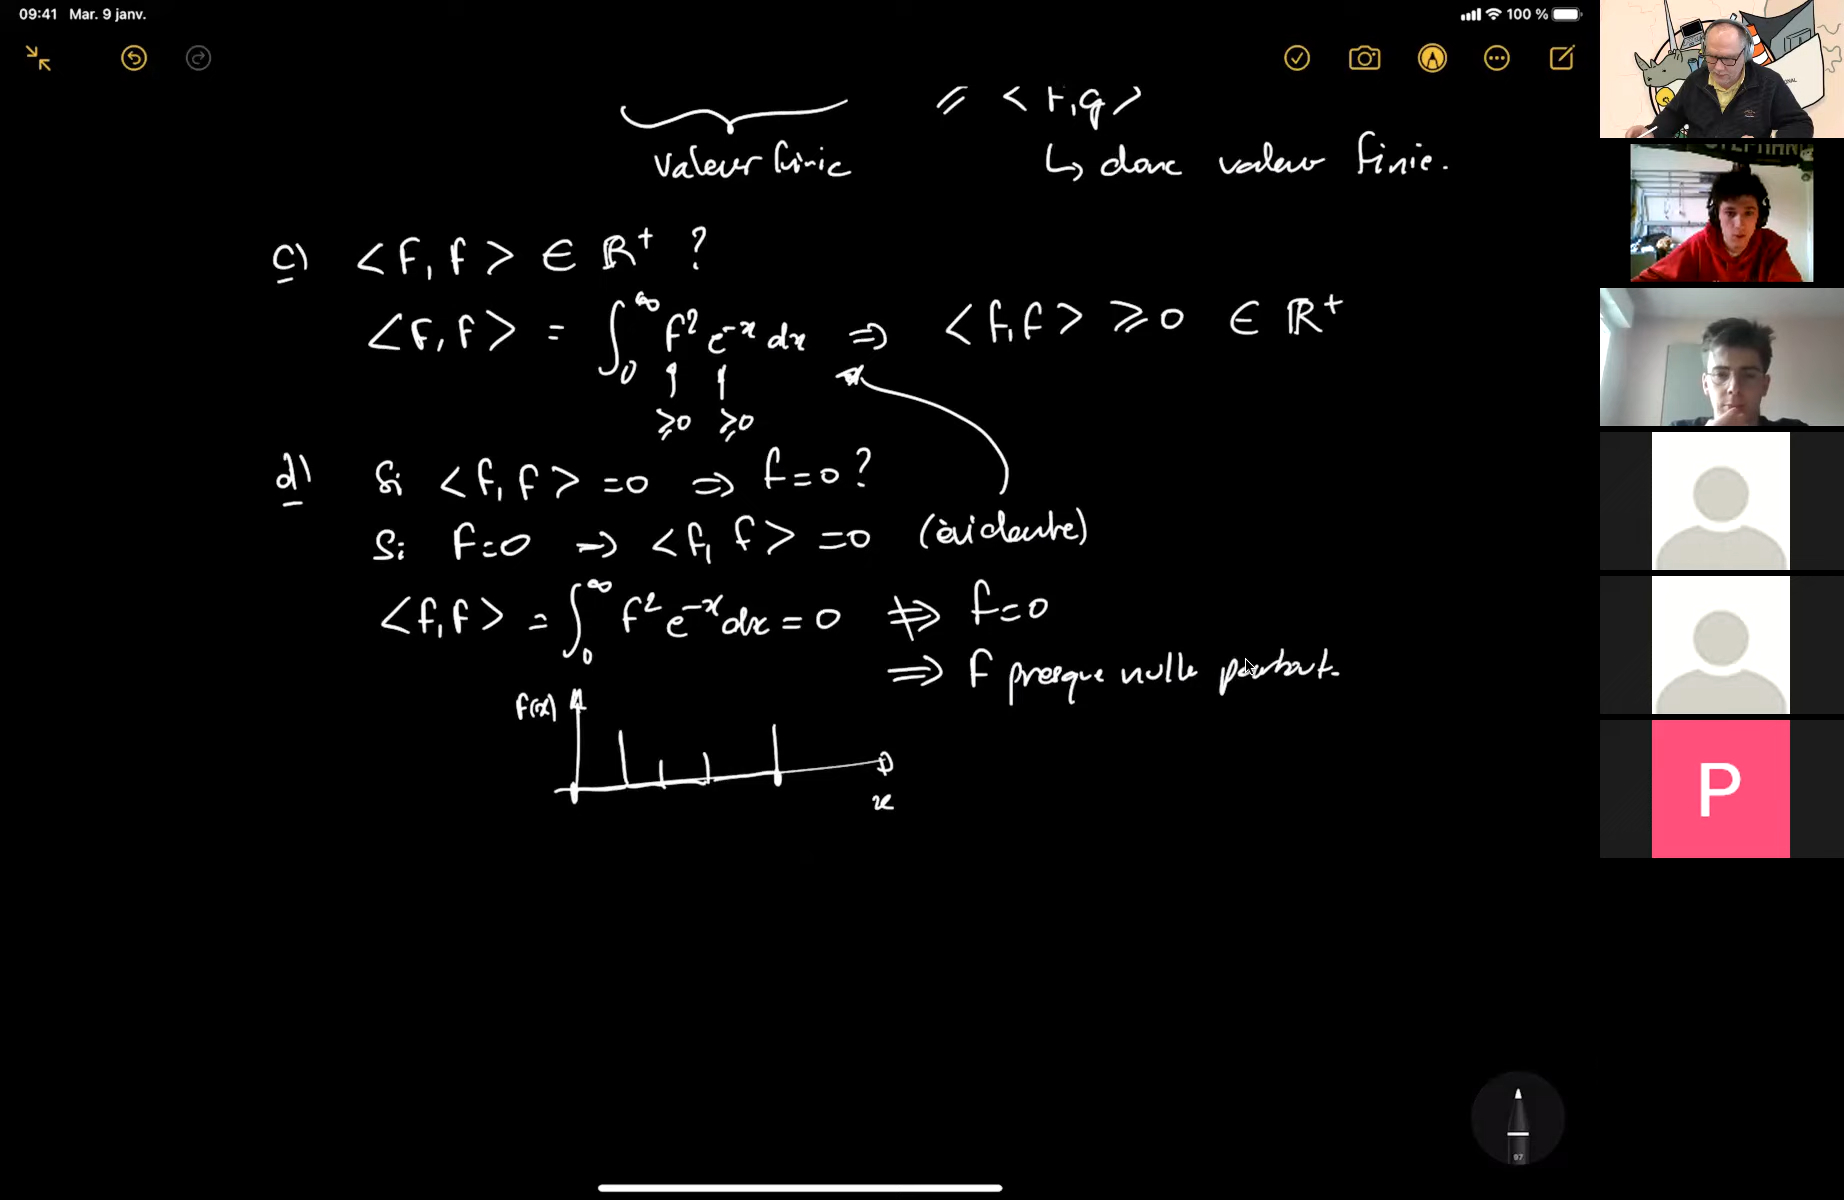 09:41 Mar. 9 janv. 100 %
valeur finie
= < f, g >
↳ donc valeur finie.
c) < f, f > ∈ ℝ⁺ ?
< f, f > = ∫₀^∞ f² e⁻ˣ dx ⇒ < f, f > ⩾ 0 ∈ ℝ⁺
⩾0 ⩾0
d) Si < f, f > = 0 ⇒ f = 0 ?
Si f = 0 → < f, f > = 0 (évidente)
< f, f > = ∫₀^∞ f² e⁻ˣ dx = 0 ⇏ f = 0
⇒ f presque nulle partout.
f(x)
x
P
97